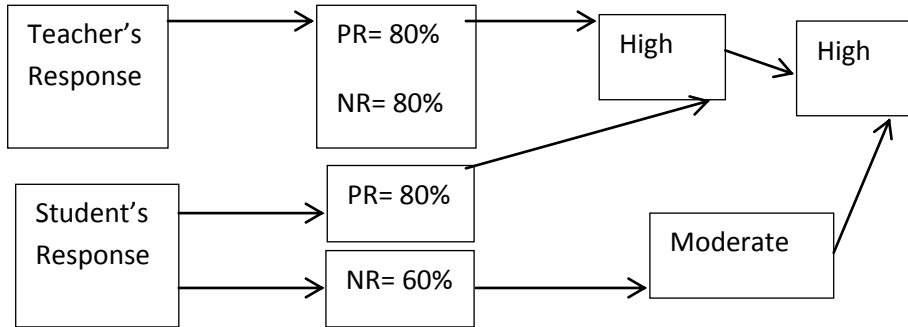 Teacher’s
Response
PR= 80%
NR= 80%
High
High
Student’s
Response
PR= 80%
NR= 60%
Moderate